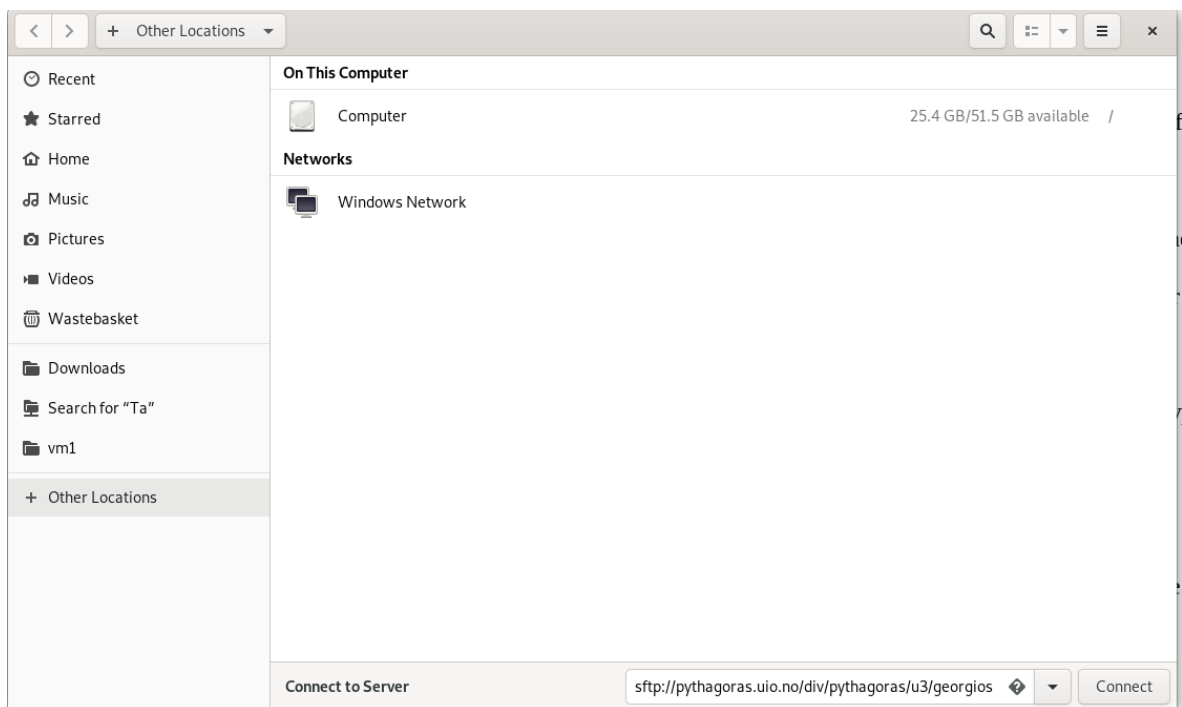 Other Locations
Recent
Starred
Home
Music
Pictures
Videos
Wastebasket
Downloads
Search for “Ta”
vm1
Other Locations
On This Computer
Computer 25.4 GB/51.5 GB available /
Networks
Windows Network
Connect to Server sftp://pythagoras.uio.no/div/pythagoras/u3/georgios Connect